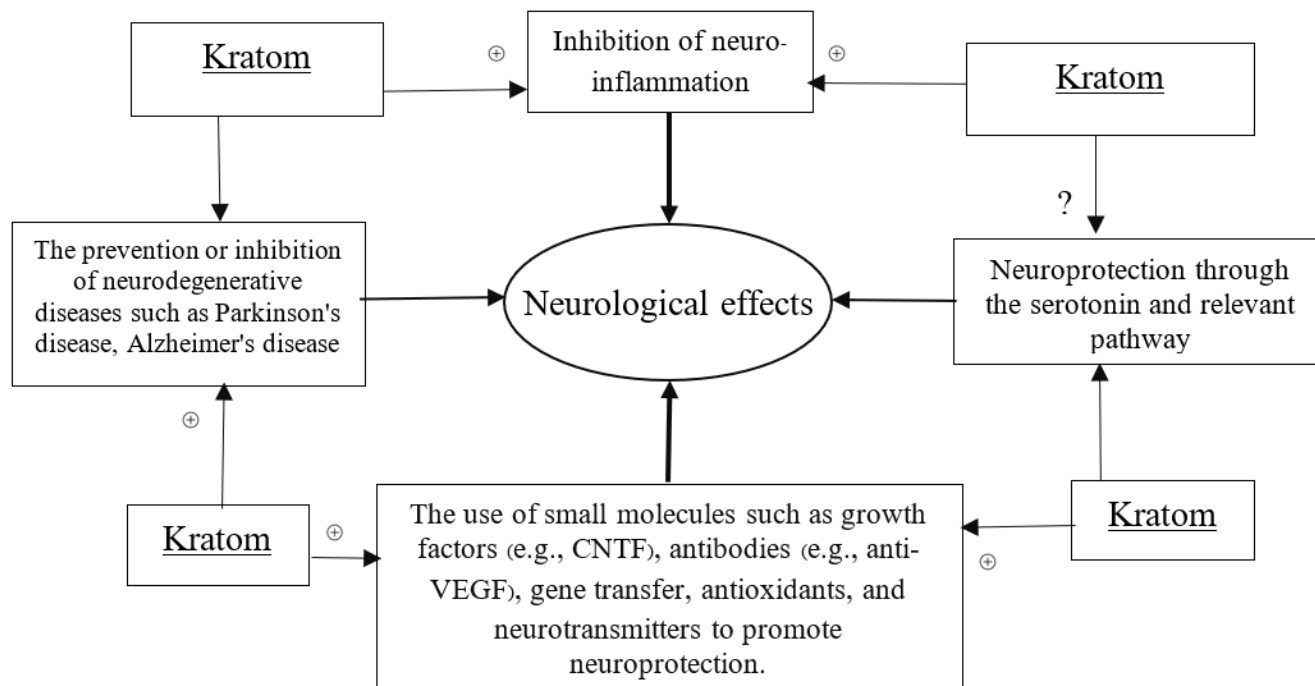 Kratom
⊕
Inhibition of neuro-
inflammation
⊕
Kratom
?
The prevention or inhibition
of neurodegenerative
diseases such as Parkinson's
disease, Alzheimer's disease
Neurological effects
Neuroprotection through
the serotonin and relevant
pathway
⊕
Kratom
⊕
The use of small molecules such as growth
factors (e.g., CNTF), antibodies (e.g., anti-
VEGF), gene transfer, antioxidants, and
neurotransmitters to promote
neuroprotection.
⊕
Kratom